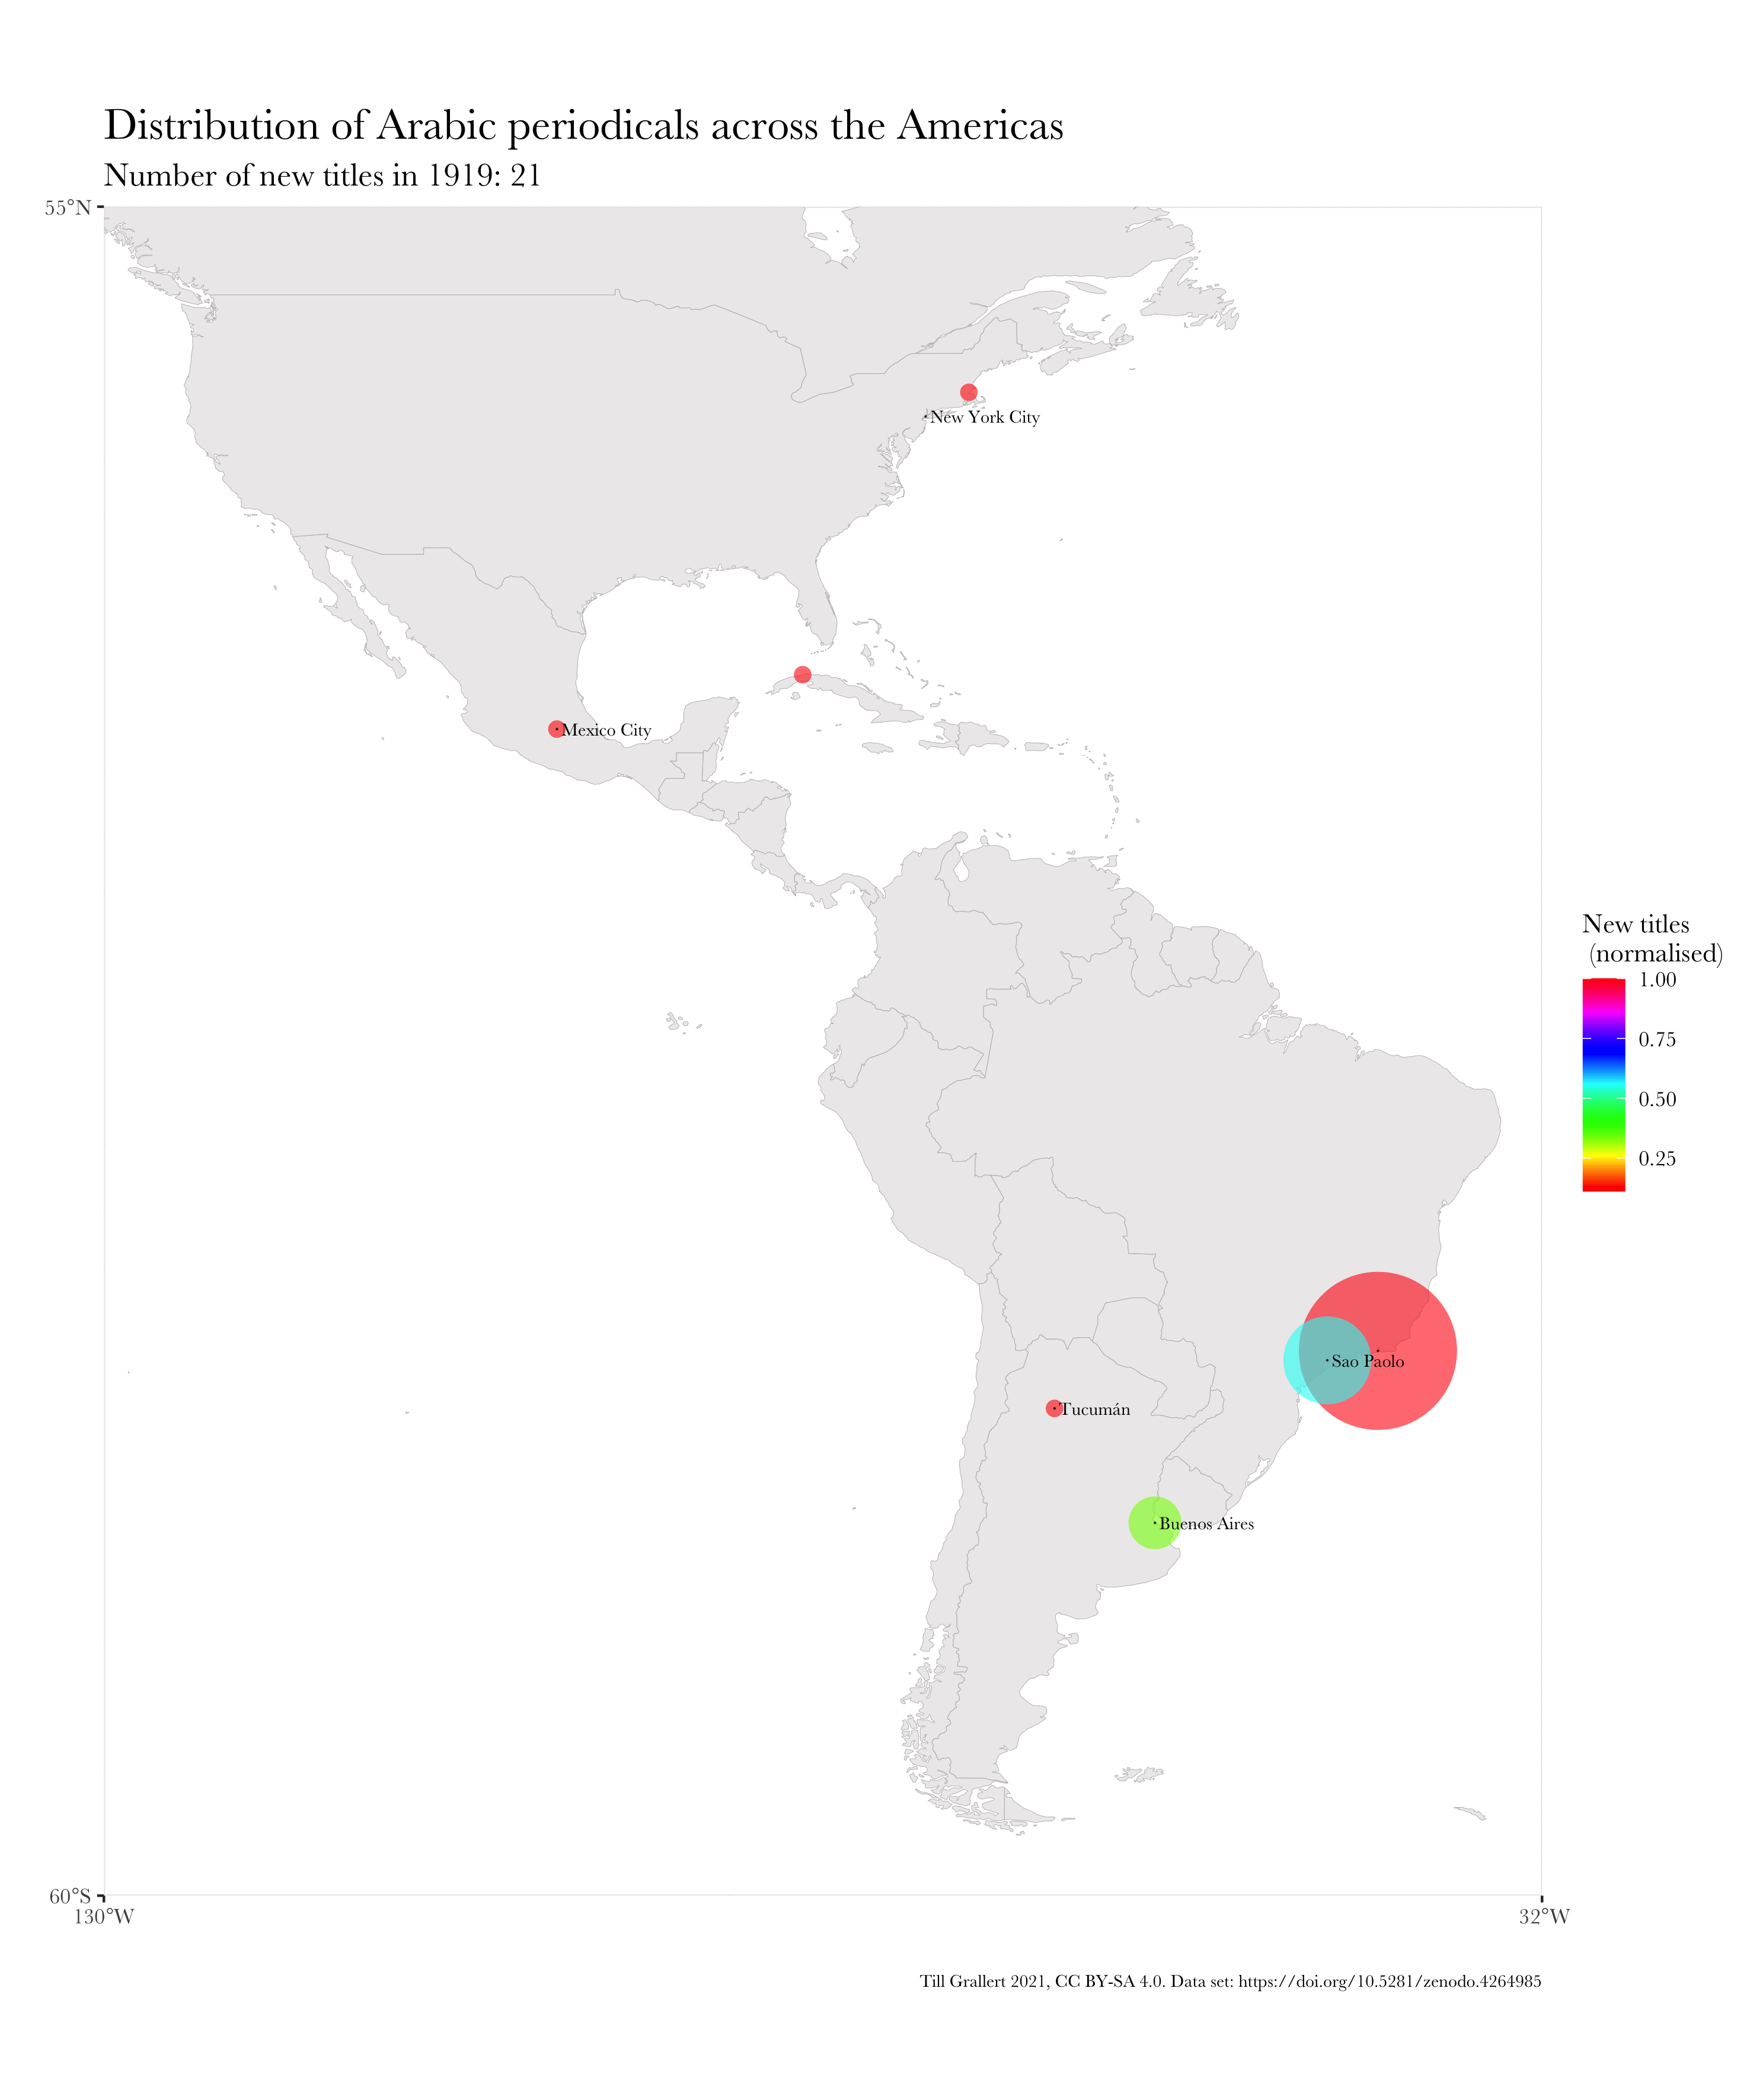 Distribution of Arabic periodicals across the Americas
Number of new titles in 1919: 21
55°N
New York City
Mexico City
New titles
(normalised)
1.00
0.75
0.50
0.25
Sao Paolo
Tucumán
Buenos Aires
60°S
130°W
32°W
Till Grallert 2021, CC BY-SA 4.0. Data set: https://doi.org/10.5281/zenodo.4264985